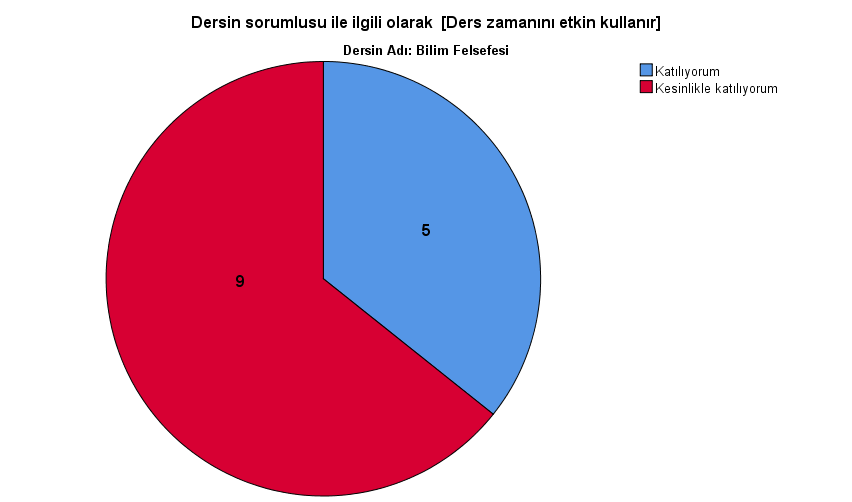 Dersin sorumlusu ile ilgili olarak  [Ders zamanını etkin kullanır]
Dersin Adı: Bilim Felsefesi
Katılıyorum
Kesinlikle katılıyorum
5
9